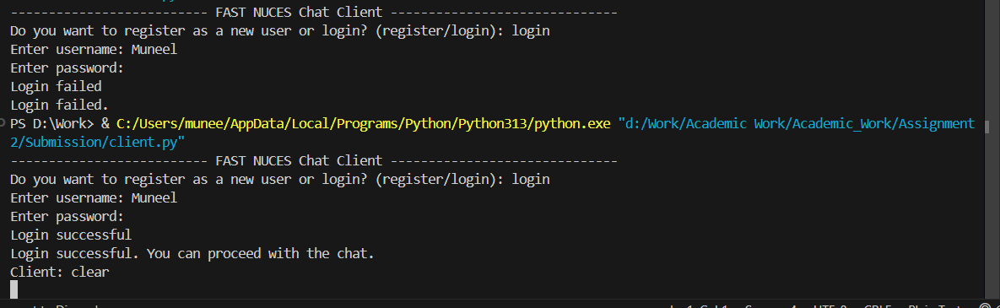 -------------------------- FAST NUCES Chat Client ------------------------------
Do you want to register as a new user or login? (register/login): login
Enter username: Muneel
Enter password:
Login failed
Login failed.
PS D:\Work> & C:/Users/munee/AppData/Local/Programs/Python/Python313/python.exe "d:/Work/Academic Work/Academic_Work/Assignment
2/Submission/client.py"
-------------------------- FAST NUCES Chat Client ------------------------------
Do you want to register as a new user or login? (register/login): login
Enter username: Muneel
Enter password:
Login successful
Login successful. You can proceed with the chat.
Client: clear